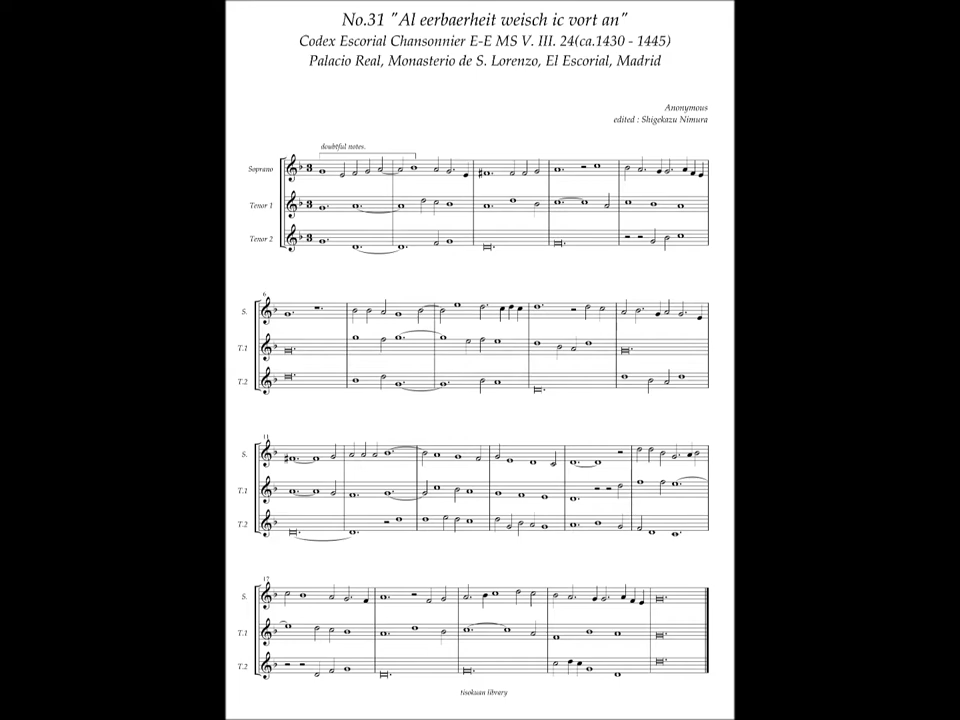 No.31 "Al eerbaerheit weisch ic vort an"
Codex Escorial Chansonnier E-E MS V. III. 24(ca.1430 - 1445)
Palacio Real, Monasterio de S. Lorenzo, El Escorial, Madrid
Anonymous
edited : Shigekazu Nimura
doubtful notes.
Soprano
Tenor 1
Tenor 2
6
S.
T.1
T.2
11
S.
T.1
T.2
17
S.
T.1
T.2
tisokuan library